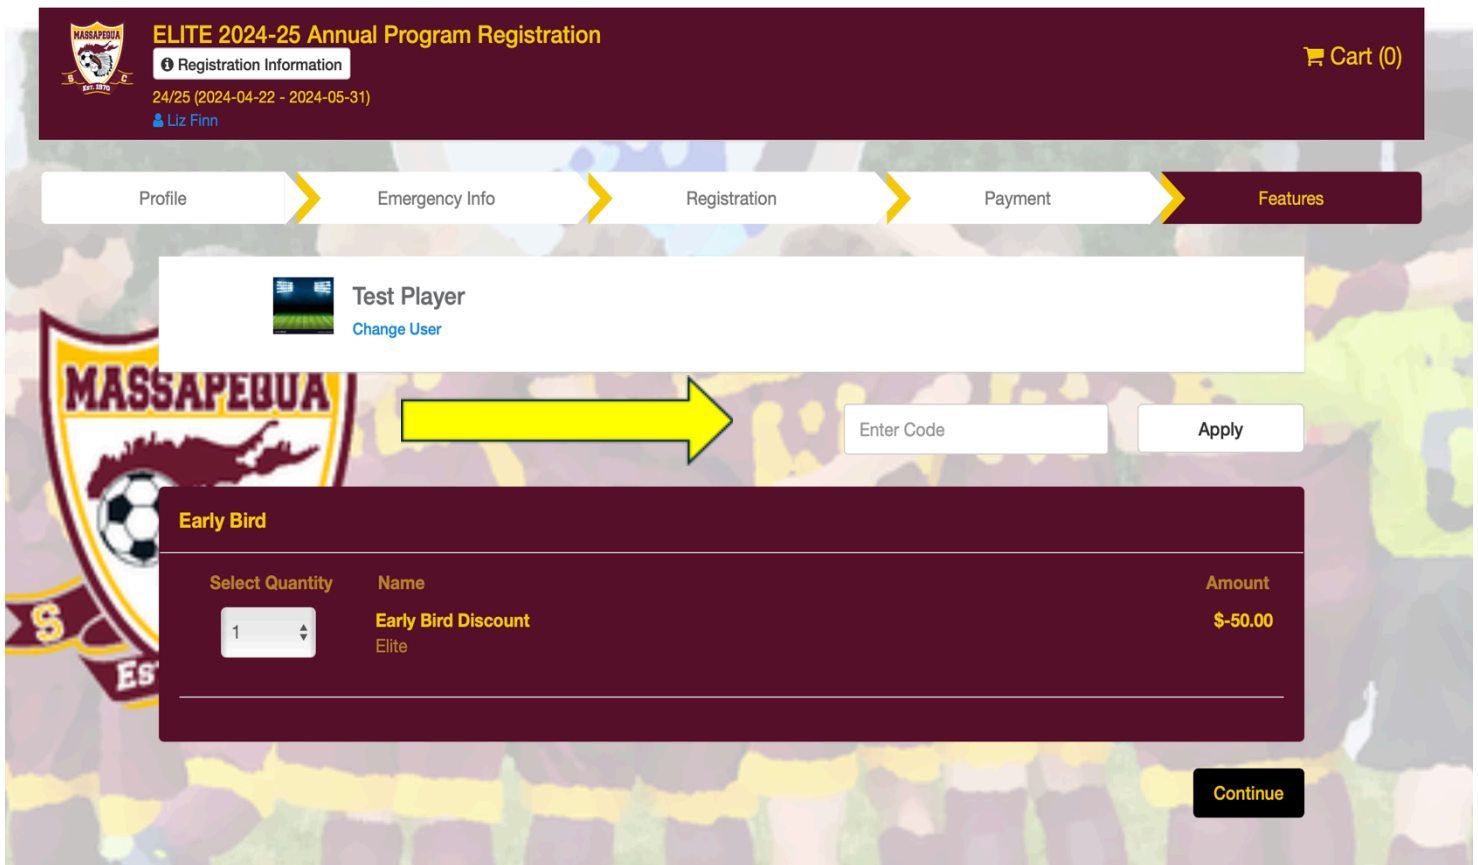 MASSAPEQUA
S C
EST. 1970
ELITE 2024-25 Annual Program Registration
Registration Information
24/25 (2024-04-22 - 2024-05-31)
Liz Finn
Cart (0)
Profile
Emergency Info
Registration
Payment
Features
Test Player
Change User
MASSAPEQUA
Enter Code
Apply
Early Bird
Select Quantity Name Amount
1 Early Bird Discount $-50.00
Elite
S
Es
Continue